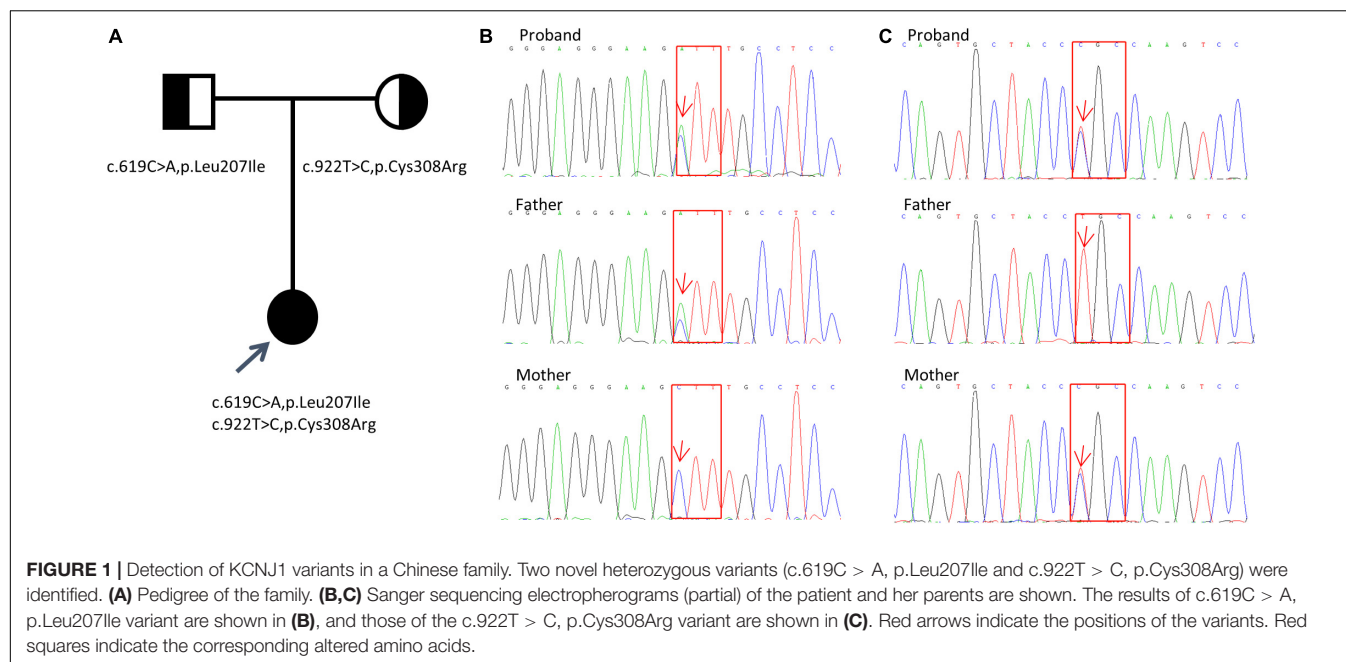 A
c.619C>A,p.Leu207Ile
c.922T>C,p.Cys308Arg
c.619C>A,p.Leu207Ile
c.922T>C,p.Cys308Arg
B
Proband
G G G A G G G A A G A T T T G C C T C C
Father
G G G A G G G A A G A T T T G C C T C C
Mother
G G G A G G G A A G C T T T G C C T C C
C
Proband
C A G T G C T A C C C G C C A A G T C C
Father
C A G T G C T A C C T G C C A A G T C C
Mother
C A G T G C T A C C C G C C A A G T C C
FIGURE 1 | Detection of KCNJ1 variants in a Chinese family. Two novel heterozygous variants (c.619C > A, p.Leu207Ile and c.922T > C, p.Cys308Arg) were
identified. (A) Pedigree of the family. (B,C) Sanger sequencing electropherograms (partial) of the patient and her parents are shown. The results of c.619C > A,
p.Leu207Ile variant are shown in (B), and those of the c.922T > C, p.Cys308Arg variant are shown in (C). Red arrows indicate the positions of the variants. Red
squares indicate the corresponding altered amino acids.